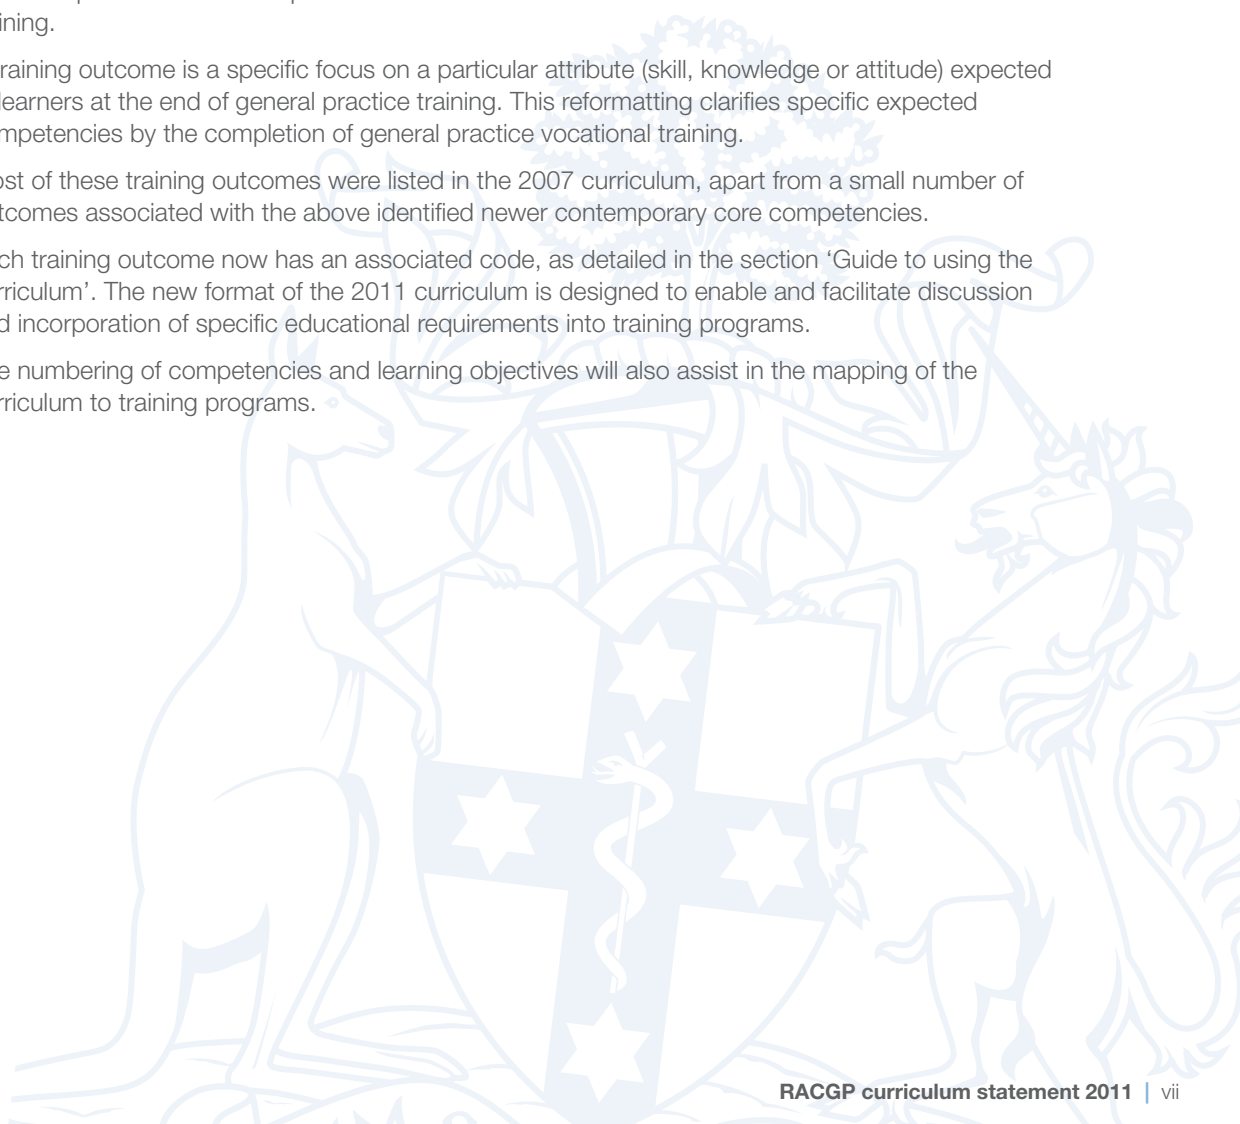 ining.
raining outcome is a specific focus on a particular attribute (skill, knowledge or attitude) expected
learners at the end of general practice training. This reformatting clarifies specific expected
mpetencies by the completion of general practice vocational training.
ost of these training outcomes were listed in the 2007 curriculum, apart from a small number of
tcomes associated with the above identified newer contemporary core competencies.
ch training outcome now has an associated code, as detailed in the section ‘Guide to using the
rriculum’. The new format of the 2011 curriculum is designed to enable and facilitate discussion
d incorporation of specific educational requirements into training programs.
e numbering of competencies and learning objectives will also assist in the mapping of the
rriculum to training programs.
RACGP curriculum statement 2011 | vii